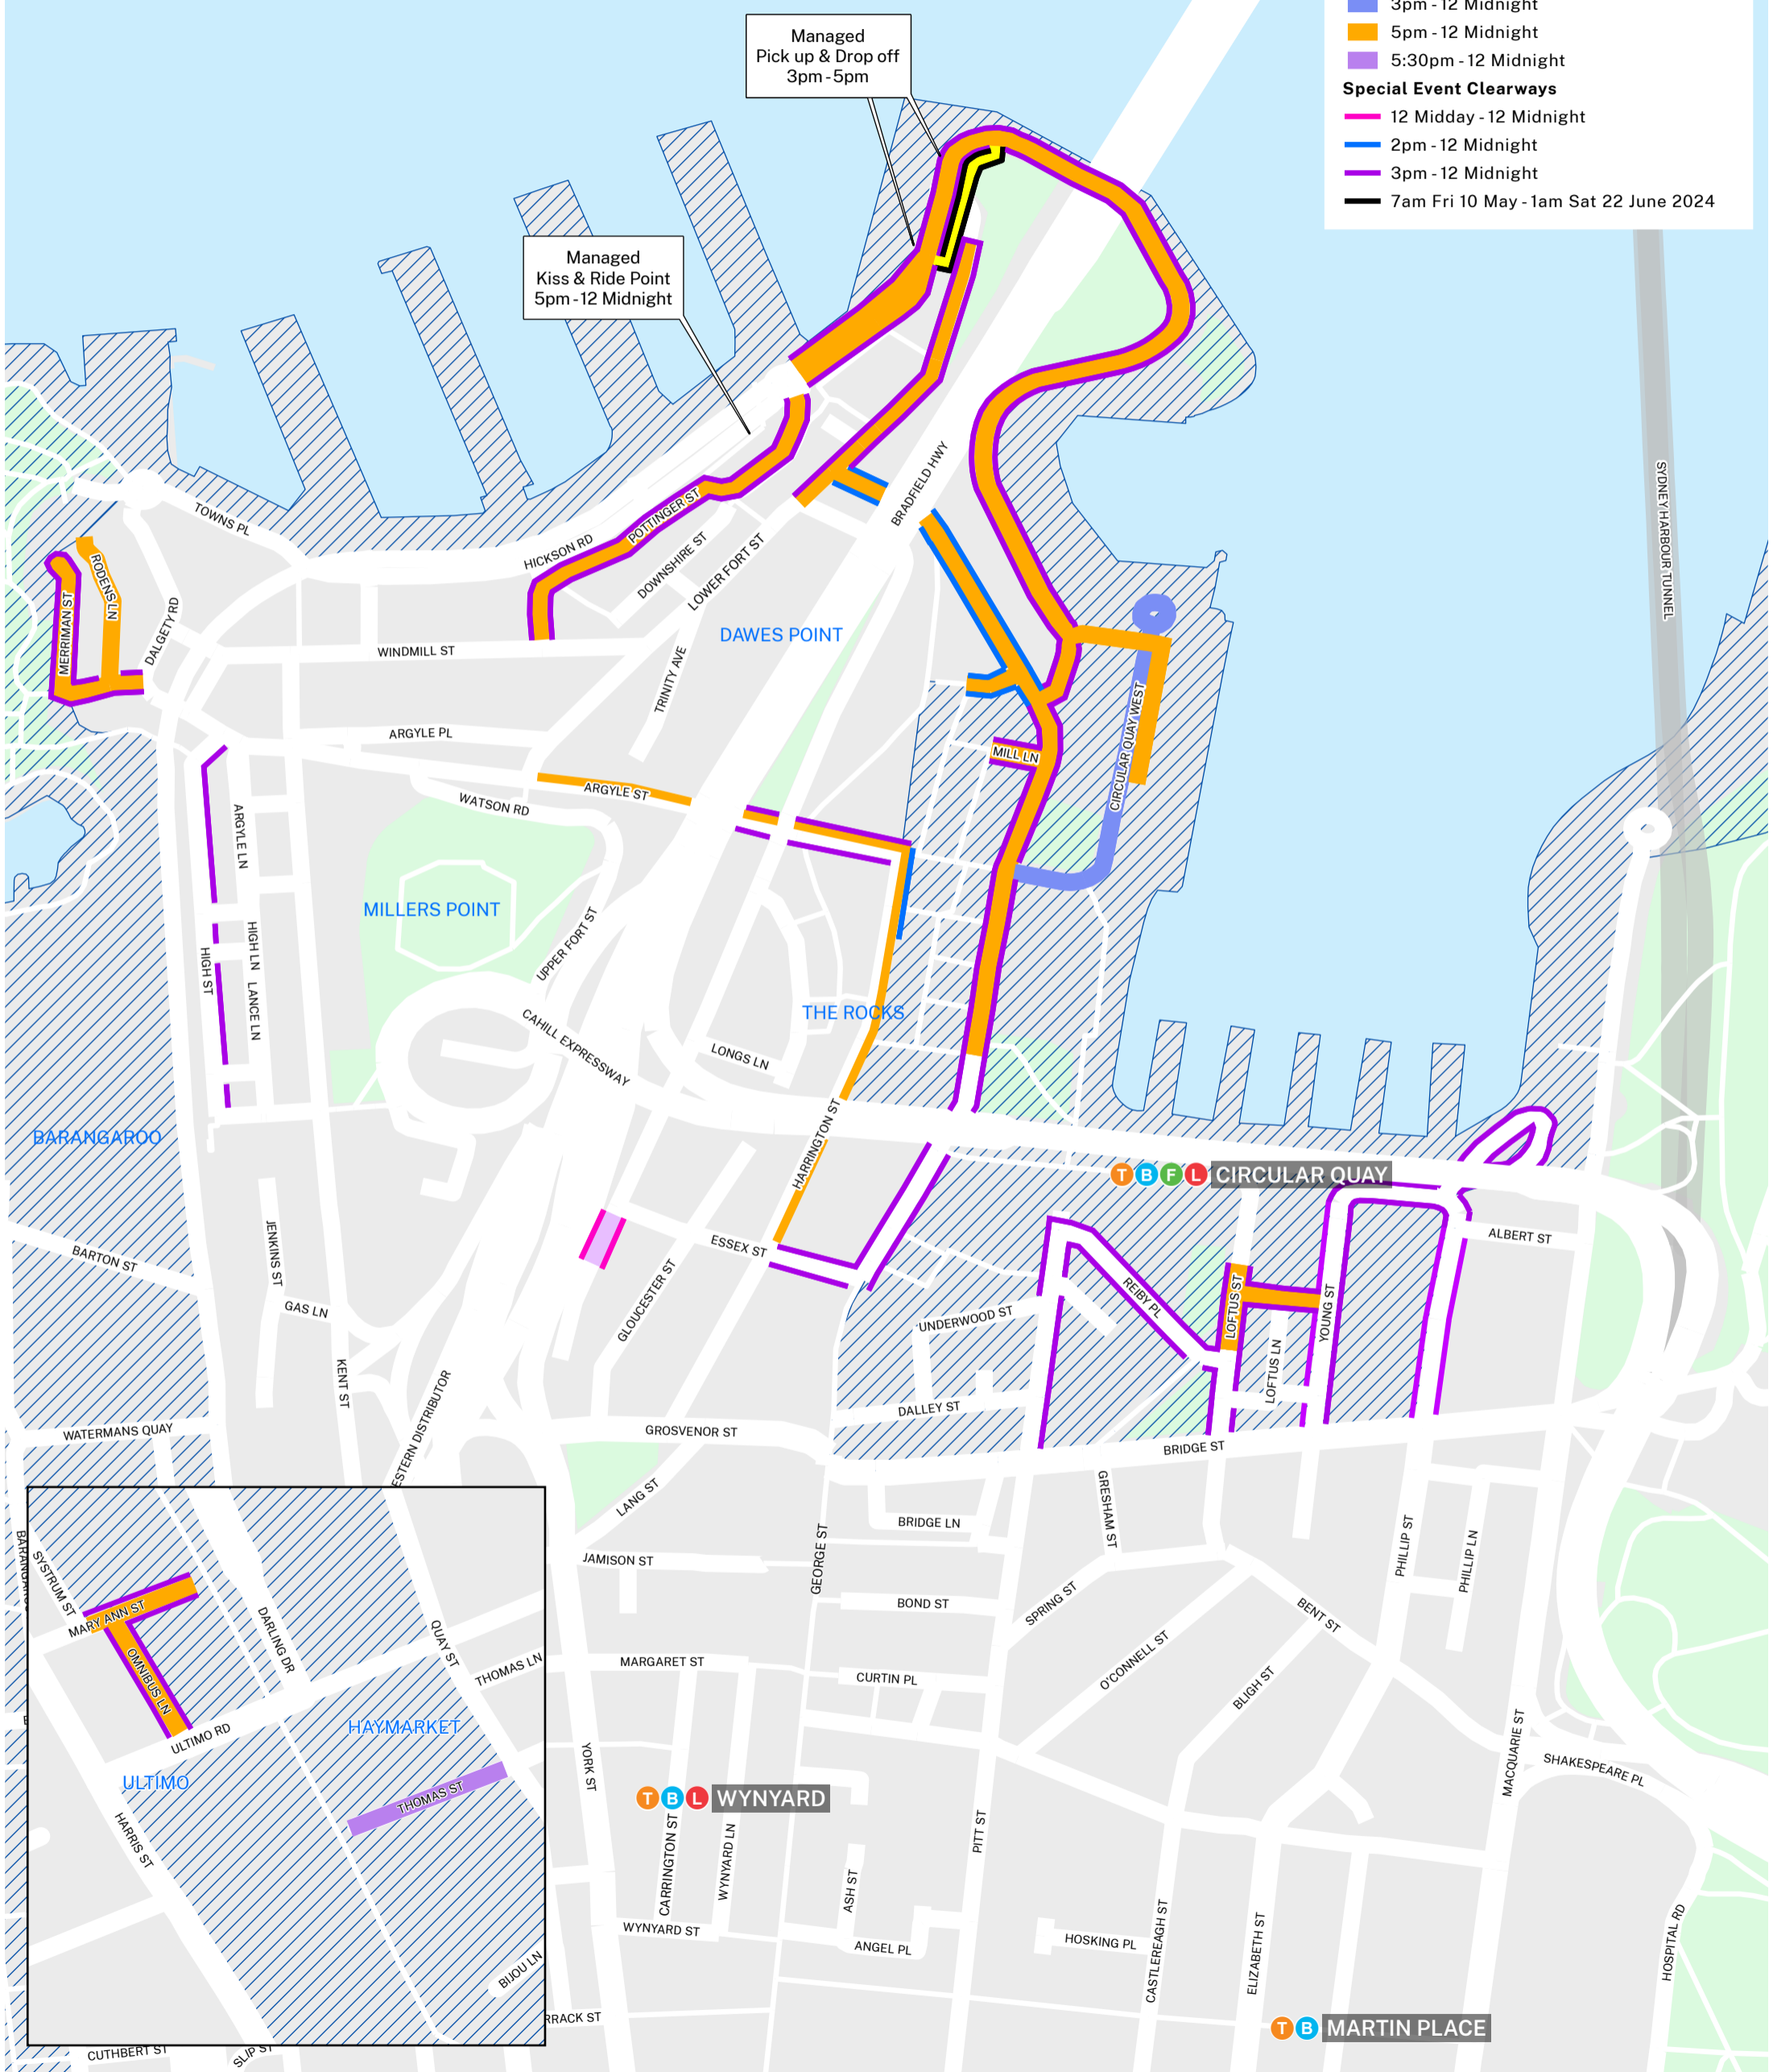 3pm - 12 Midnight
5pm - 12 Midnight
5:30pm - 12 Midnight
Special Event Clearways
12 Midday - 12 Midnight
2pm - 12 Midnight
3pm - 12 Midnight
7am Fri 10 May - 1am Sat 22 June 2024
Managed
Pick up & Drop off
3pm - 5pm
Managed
Kiss & Ride Point
5pm - 12 Midnight
BRADFIELD HWY
SYDNEY HARBOUR TUNNEL
TOWNS PL
HICKSON RD
POTTINGER ST
DOWNSHIRE ST
LOWER FORT ST
RODENS LN
MERRIMAN ST
DALGETY RD
WINDMILL ST
DAWES POINT
TRINITY AVE
ARGYLE PL
CIRCULAR QUAY WEST
MILL LN
ARGYLE ST
WATSON RD
ARGYLE LN
MILLERS POINT
UPPER FORT ST
HIGH LN
HIGH ST
LANCE LN
THE ROCKS
CAHILL EXPRESSWAY
LONGS LN
BARANGAROO
HARRINGTON ST
T B F L CIRCULAR QUAY
ALBERT ST
JENKINS ST
BARTON ST
ESSEX ST
GLOUCESTER ST
REIBY PL
LOFTUS ST
YOUNG ST
GAS LN
UNDERWOOD ST
LOFTUS LN
KENT ST
DALLEY ST
WATERMANS QUAY
GROSVENOR ST
BRIDGE ST
ESTERN DISTRIBUTOR
LANG ST
GRESHAM ST
BRIDGE LN
GEORGE ST
PHILLIP ST
PHILLIP LN
JAMISON ST
BOND ST
SPRING ST
BENT ST
BARANGARO
SYSTRUM ST
MARY ANN ST
OMNIBUS LN
DARLING DR
QUAY ST
THOMAS LN
ULTIMO RD
HAYMARKET
ULTIMO
THOMAS ST
HARRIS ST
BIJOU LN
MARGARET ST
CURTIN PL
O'CONNELL ST
BLIGH ST
YORK ST
MACQUARIE ST
SHAKESPEARE PL
T B L WYNYARD
CARRINGTON ST
WYNYARD LN
PITT ST
ASH ST
WYNYARD ST
ANGEL PL
HOSKING PL
CASTLEREAGH ST
ELIZABETH ST
HOSPITAL RD
RRACK ST
T B MARTIN PLACE
CUTHBERT ST
SLIP ST